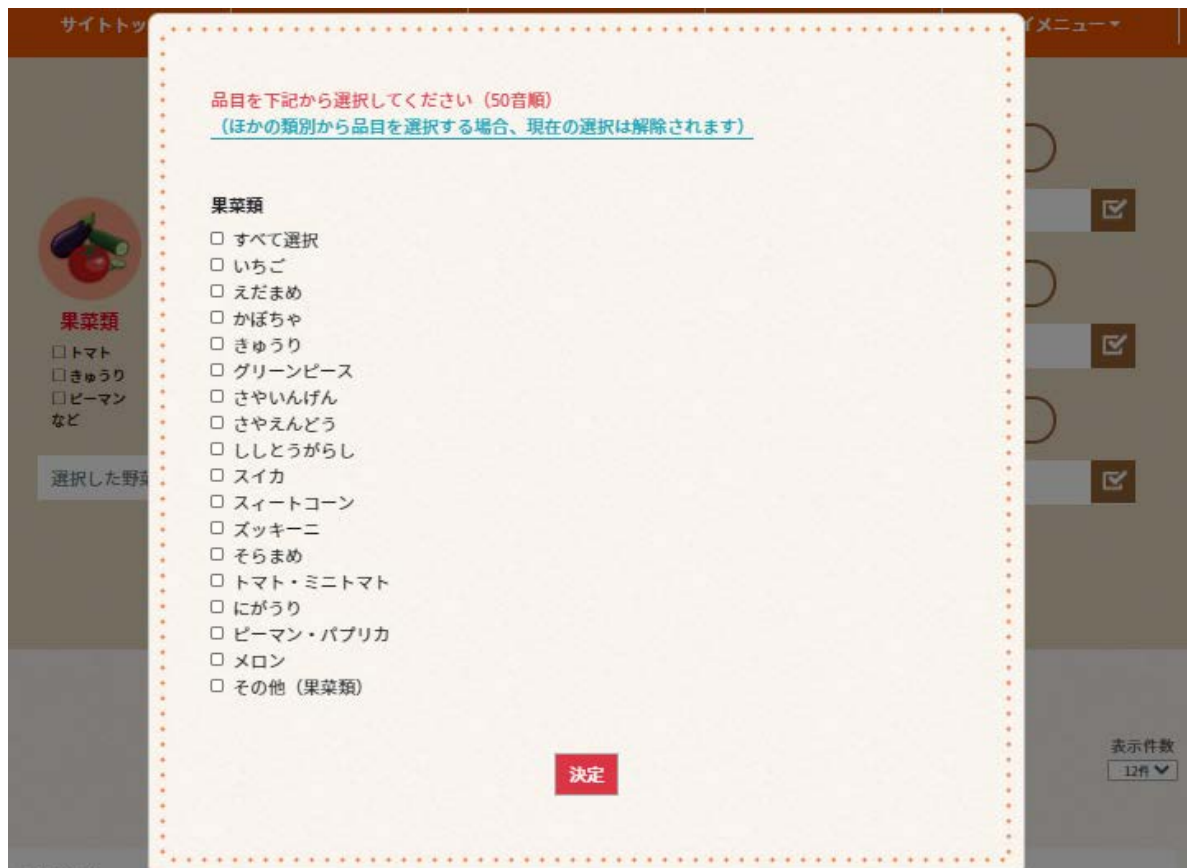 サイトトッ
イメニュー
品目を下記から選択してください（50音順）
（ほかの類別から品目を選択する場合、現在の選択は解除されます）
果菜類
すべて選択
いちご
えだまめ
かぼちゃ
きゅうり
グリーンピース
さやいんげん
さやえんどう
ししとうがらし
スイカ
スィートコーン
ズッキーニ
そらまめ
トマト・ミニトマト
にがうり
ピーマン・パプリカ
メロン
その他（果菜類）
決定
果菜類
□トマト
□きゅうり
□ピーマン
など
選択した野菜
表示件数
12件